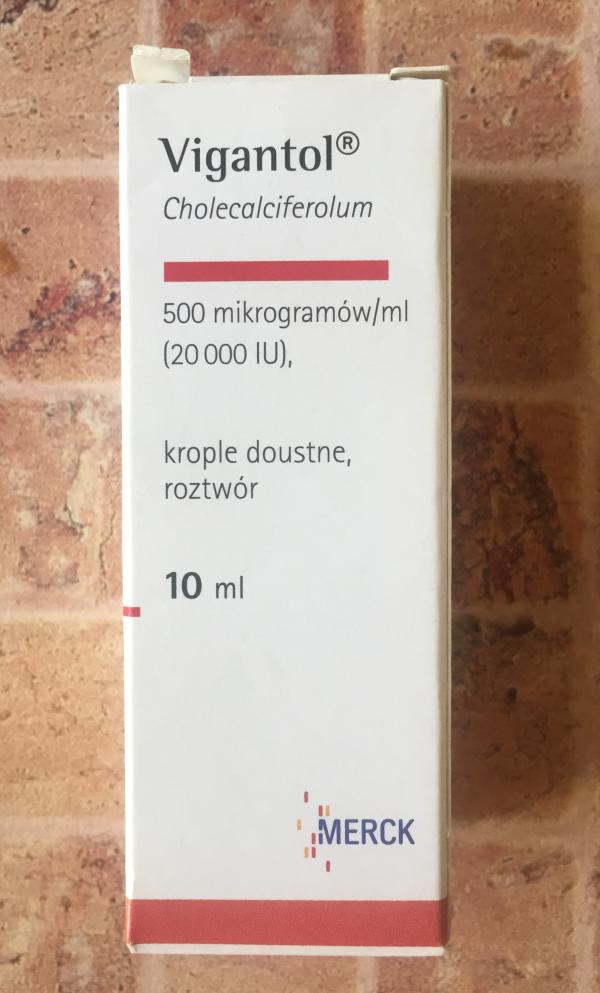 Vigantol®
Cholecalciferolum
500 mikrogramów/ml
(20 000 IU),
krople doustne,
roztwór
10 ml
MERCK